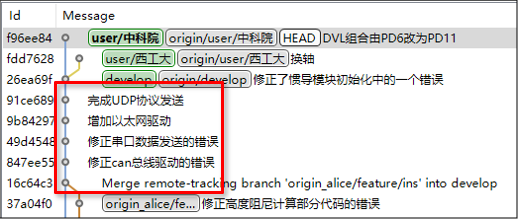 Id Message
f96ee84 user/中科院 origin/user/中科院 HEAD DVL组合由PD6改为PD11
fdd7628 user/西工大 origin/user/西工大 换轴
26ea69f develop origin/develop 修正了惯导模块初始化中的一个错误
91ce689 完成UDP协议发送
9b84297 增加以太网驱动
49d4548 修正串口数据发送的错误
847ee55 修正can总线驱动的错误
16c64c3 Merge remote-tracking branch 'origin_alice/feature/ins' into develop
37a04f0 origin_alice/fe... 修正高度阻尼计算部分代码的错误